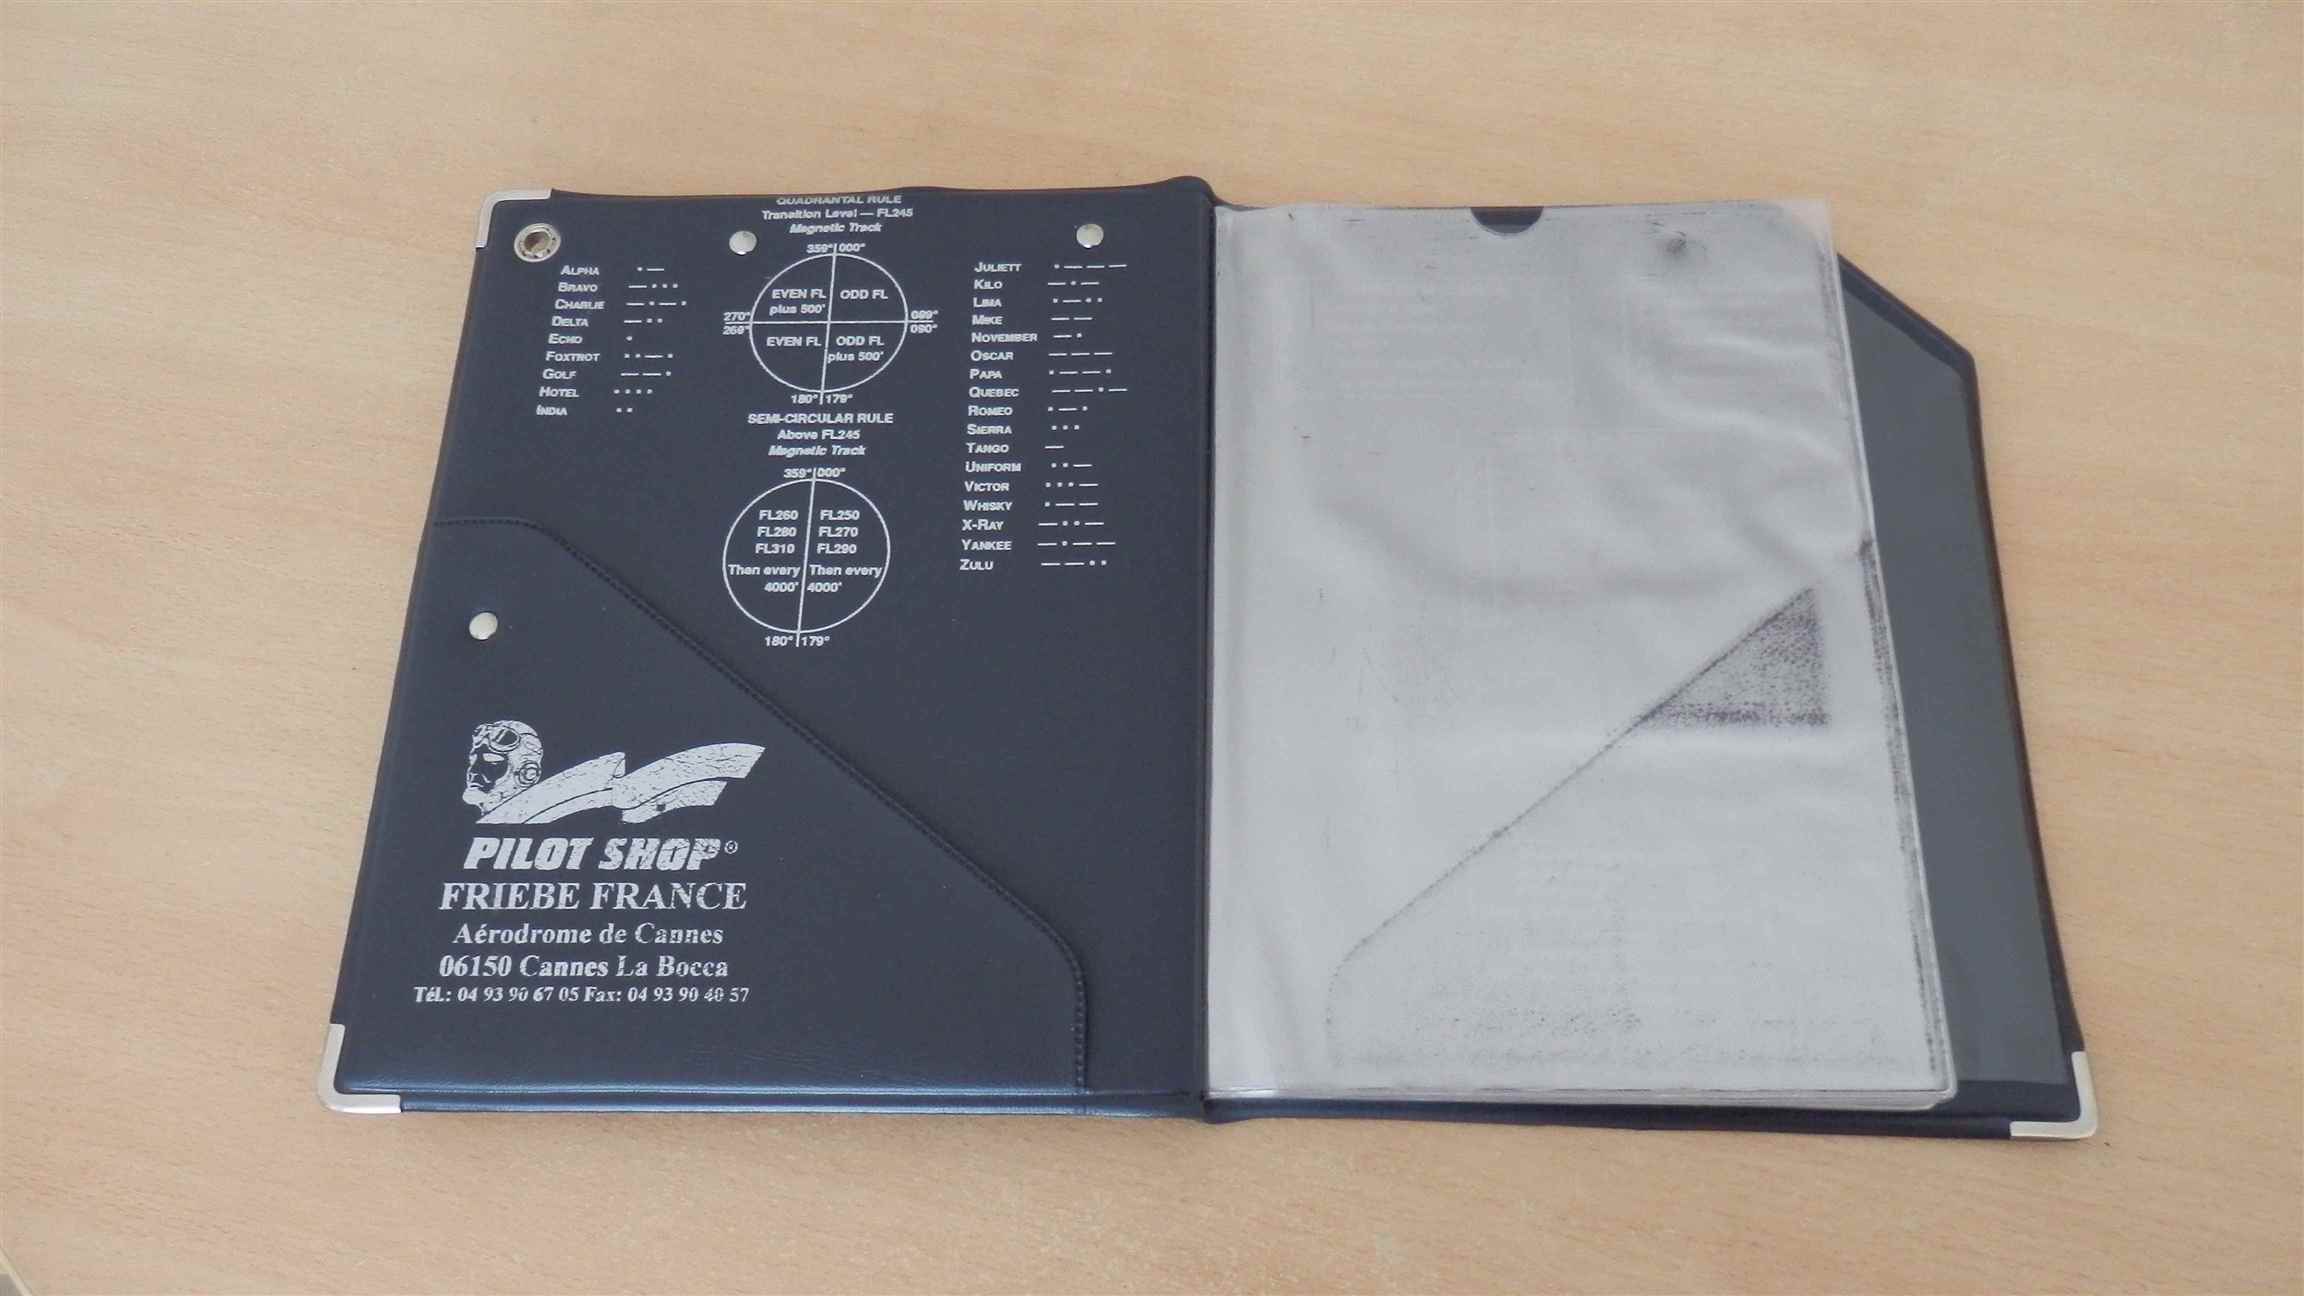 QUADRANTAL RULE
Transition Level — FL245
Magnetic Track
359° 000°
EVEN FL plus 500'
ODD FL
270° 099°
269° 090°
EVEN FL
ODD FL plus 500'
180° 179°
SEMI-CIRCULAR RULE
Above FL245
Magnetic Track
359° 000°
FL260 FL250
FL280 FL270
FL310 FL290
Then every Then every
4000' 4000'
180° 179°
ALPHA • —
BRAVO — • • •
CHARLIE — • — •
DELTA — • •
ECHO •
FOXTROT • • — •
GOLF — — •
HOTEL • • • •
INDIA • •
JULIETT • — — —
KILO — • —
LIMA • — • •
MIKE — —
NOVEMBER — •
OSCAR — — —
PAPA • — — •
QUEBEC — — • —
ROMEO • — •
SIERRA • • •
TANGO —
UNIFORM • • —
VICTOR • • • —
WHISKY • — —
X-RAY — • • —
YANKEE — • — —
ZULU — — • •
PILOT SHOP®
FRIEBE FRANCE
Aérodrome de Cannes
06150 Cannes La Bocca
Tél.: 04 93 90 67 05 Fax: 04 93 90 40 57